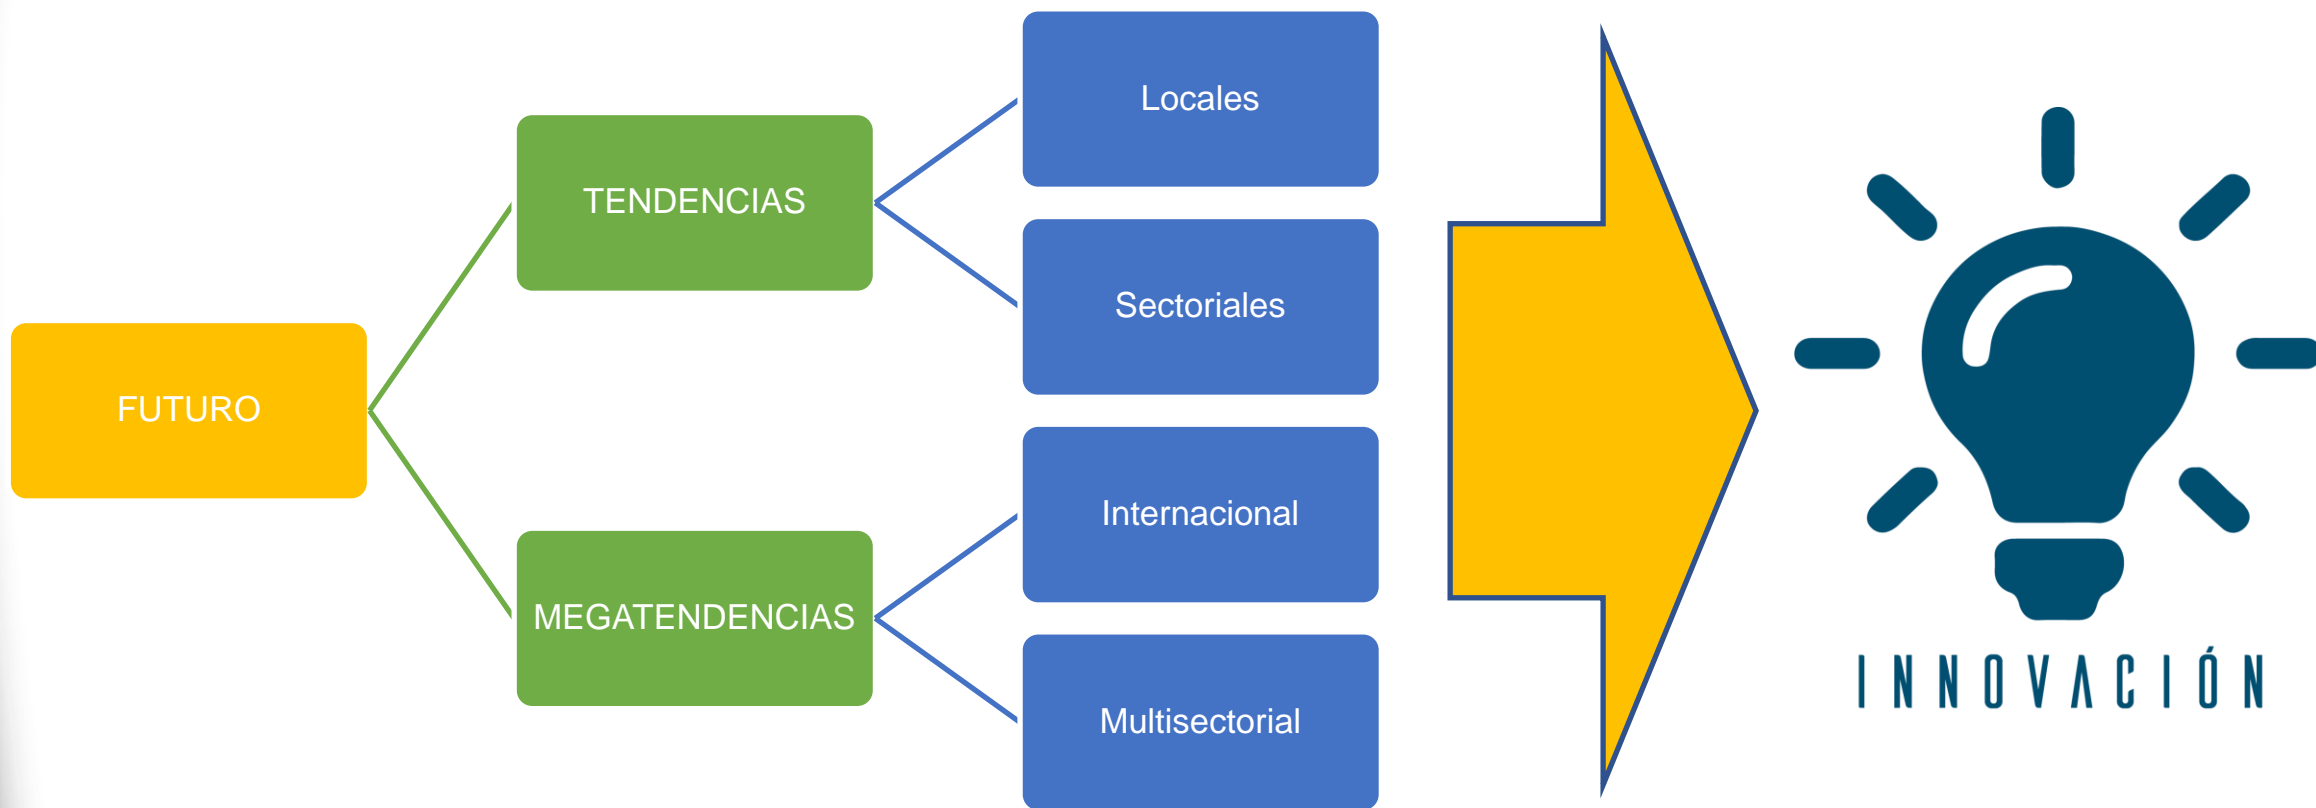 FUTURO
TENDENCIAS
Locales
Sectoriales
MEGATENDENCIAS
Internacional
Multisectorial
INNOVACIÓN